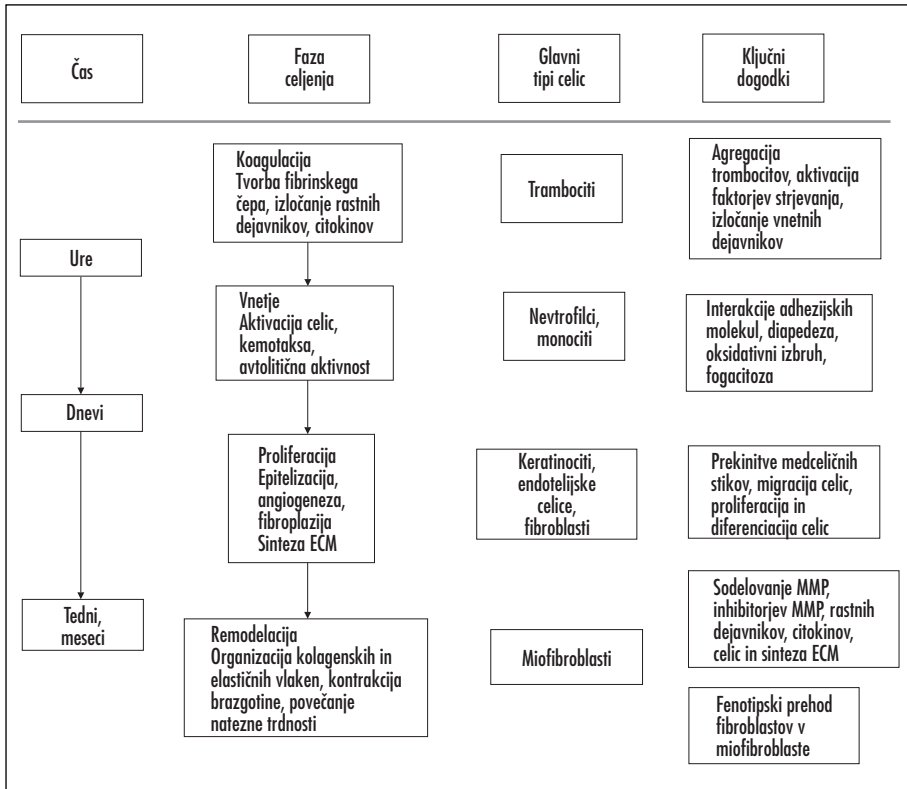 Čas
Faza
celjenja
Glavni
tipi celic
Ključni
dogodki
Koagulacija
Tvorba fibrinskega
čepa, izločanje rastnih
dejavnikov, citokinov
Trambociti
Agregacija
trombocitov, aktivacija
faktorjev strjevanja,
izločanje vnetnih
dejavnikov
Ure
Vnetje
Aktivacija celic,
kemotaksa,
avtolitična aktivnost
Nevtrofilci,
monociti
Interakcije adhezijskih
molekul, diapedeza,
oksidativni izbruh,
fogacitoza
Dnevi
Proliferacija
Epitelizacija,
angiogeneza,
fibroplazija
Sinteza ECM
Keratinociti,
endotelijske
celice,
fibroblasti
Prekinitve medceličnih
stikov, migracija celic,
proliferacija in
diferenciacija celic
Tedni,
meseci
Remodelacija
Organizacija kolagenskih in
elastičnih vlaken, kontrakcija
brazgotine, povečanje
natezne trdnosti
Miofibroblasti
Sodelovanje MMP,
inhibitorjev MMP, rastnih
dejavnikov, citokinov,
celic in sinteza ECM
Fenotipski prehod
fibroblastov v
miofibroblaste